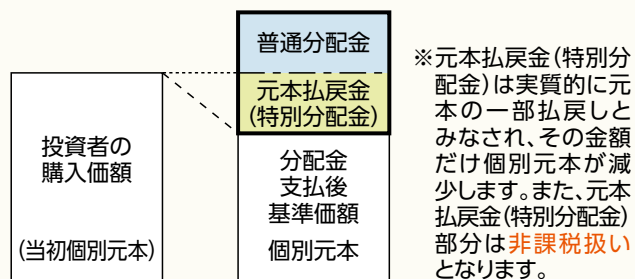 普通分配金
元本払戻金
(特別分配金)
投資者の
購入価額
(当初個別元本)
分配金
支払後
基準価額
個別元本
※元本払戻金(特別分
配金)は実質的に元
本の一部払戻しと
みなされ、その金額
だけ個別元本が減
少します。また、元本
払戻金(特別分配金)
部分は非課税扱い
となります。